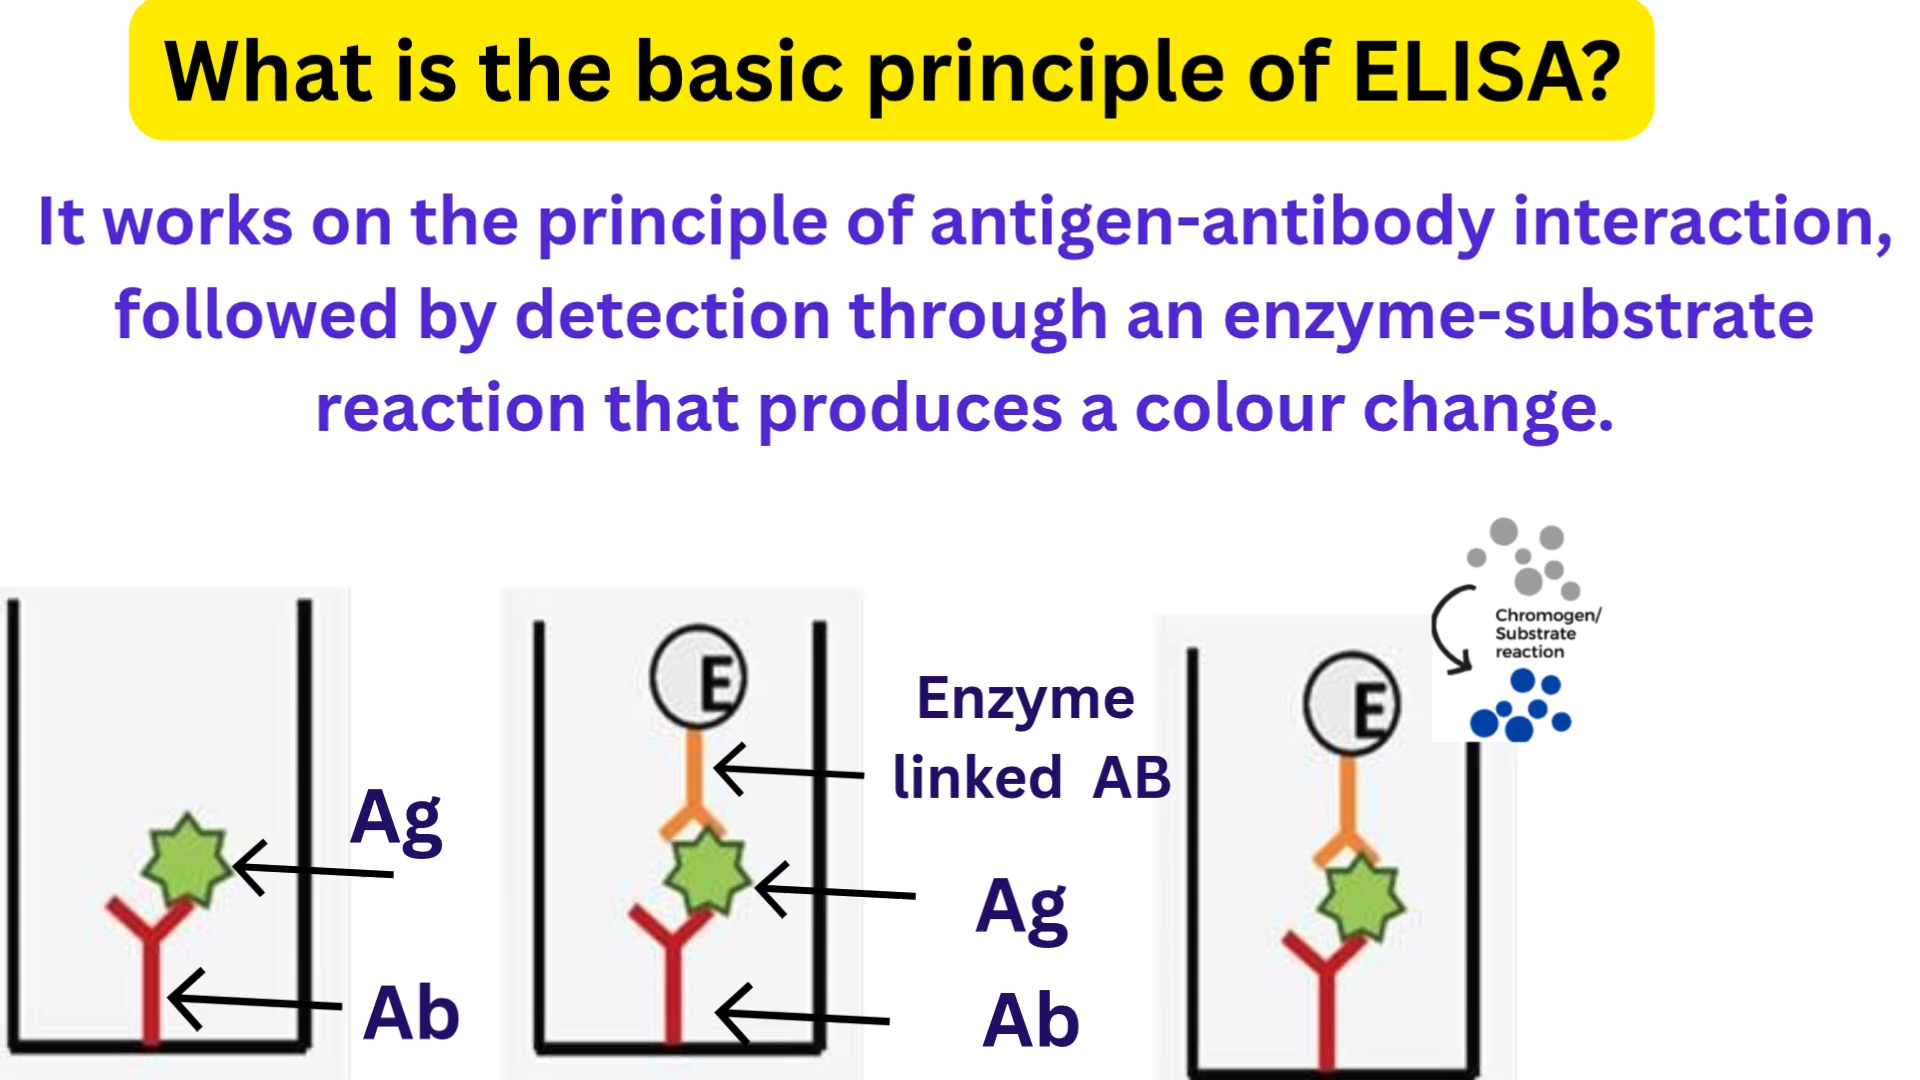 What is the basic principle of ELISA?
It works on the principle of antigen-antibody interaction,
followed by detection through an enzyme-substrate
reaction that produces a colour change.
Ag
Ab
E
Enzyme
linked AB
Ag
Ab
E
Chromogen/
Substrate
reaction